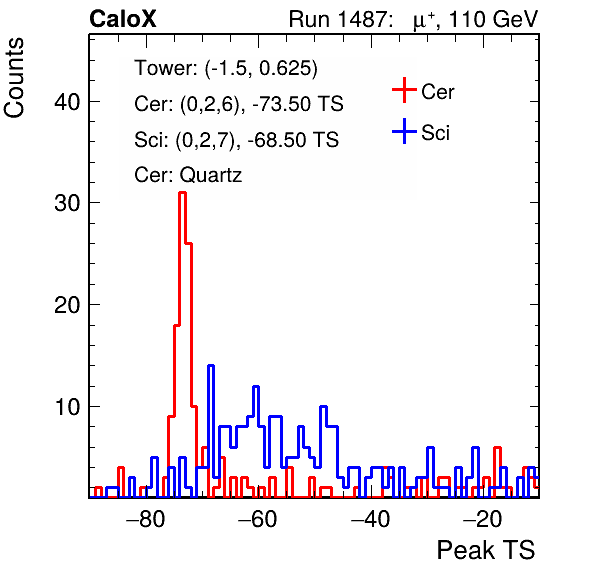 CaloX Run 1487: μ⁺, 110 GeV
Counts
Tower: (-1.5, 0.625)
Cer: (0,2,6), -73.50 TS
Sci: (0,2,7), -68.50 TS
Cer: Quartz
Cer
Sci
40
30
20
10
−80 −60 −40 −20
Peak TS